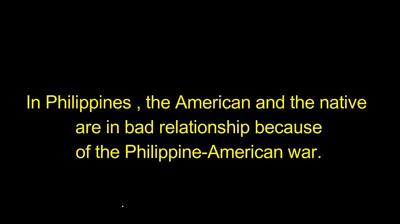 In Philippines , the American and the native
are in bad relationship because
of the Philippine-American war.